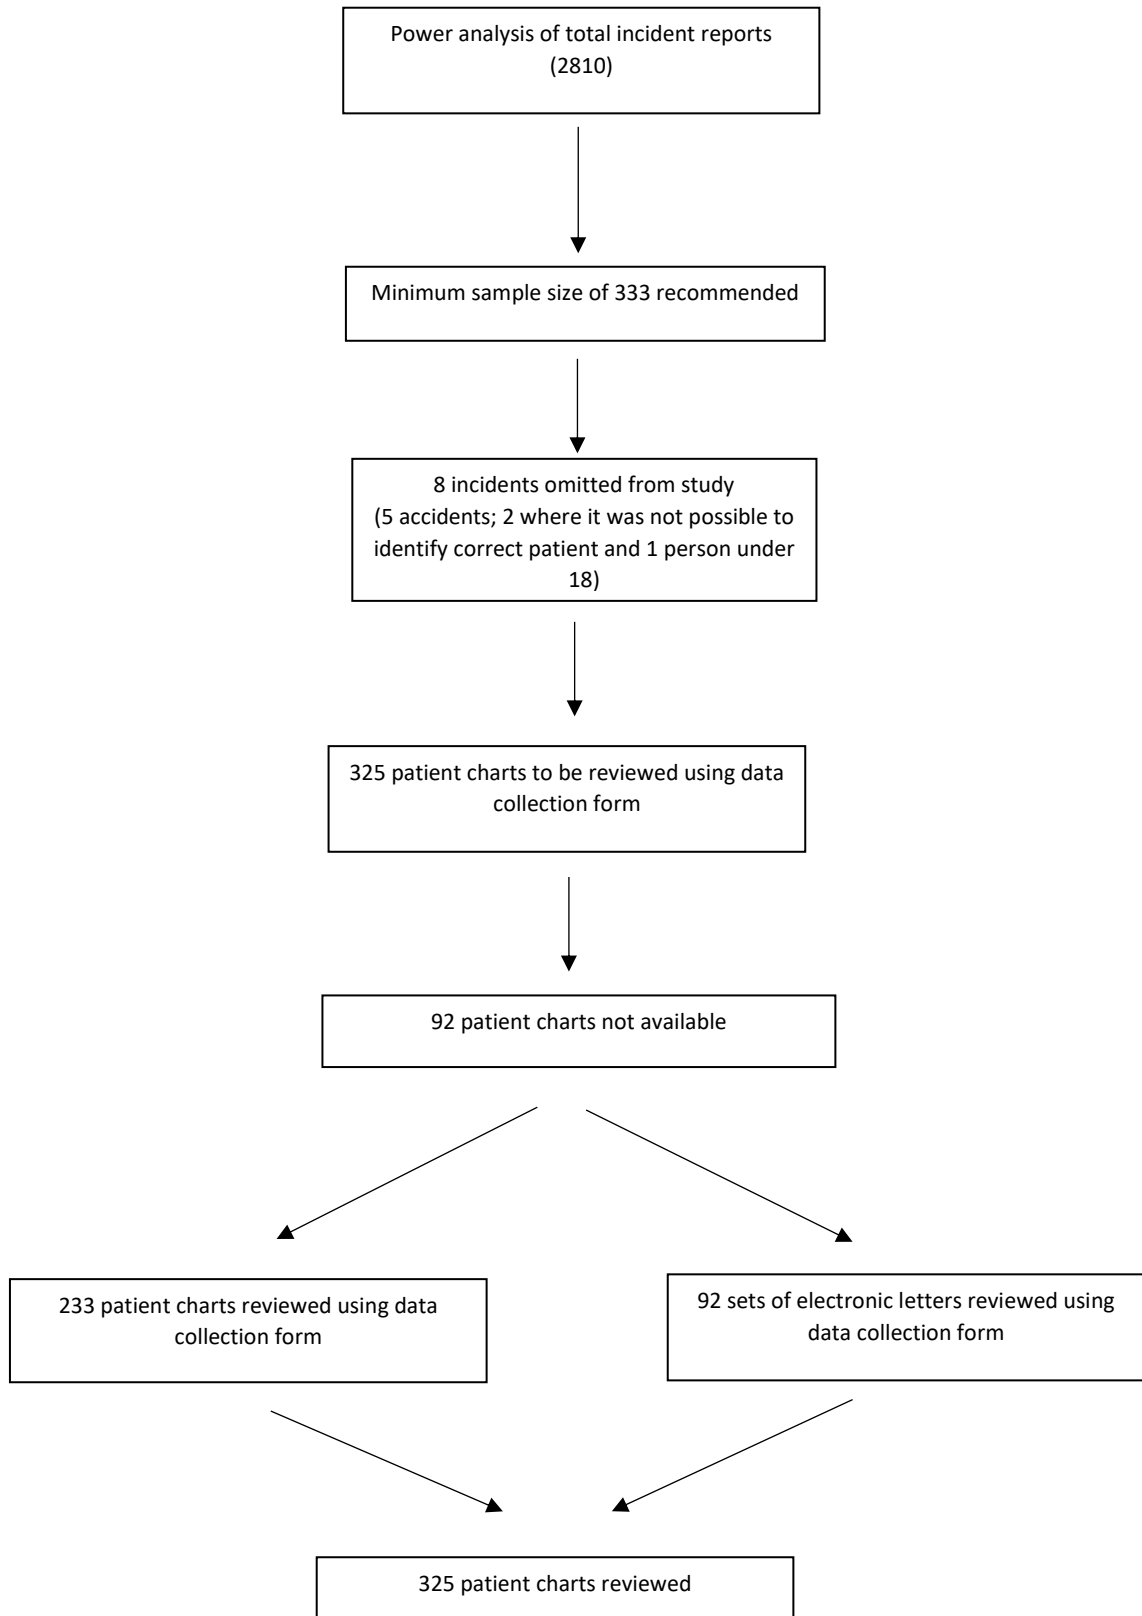 Power analysis of total incident reports
(2810)
Minimum sample size of 333 recommended
8 incidents omitted from study
(5 accidents; 2 where it was not possible to
identify correct patient and 1 person under
18)
325 patient charts to be reviewed using data
collection form
92 patient charts not available
233 patient charts reviewed using data
collection form
92 sets of electronic letters reviewed using
data collection form
325 patient charts reviewed